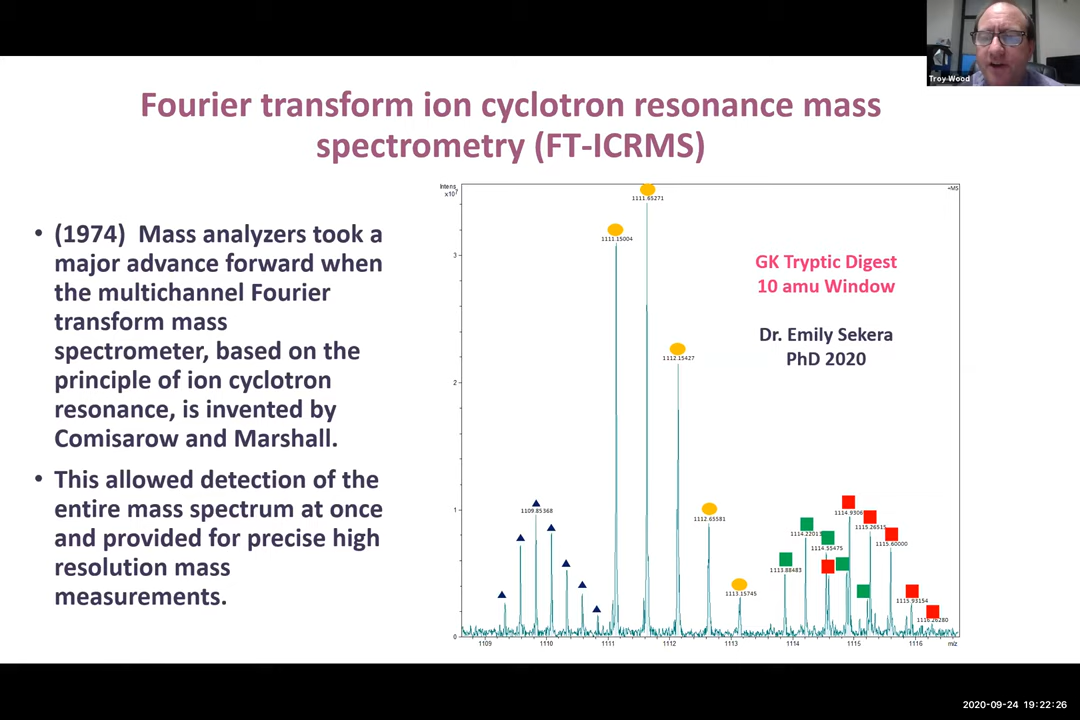 Troy Wood
Fourier transform ion cyclotron resonance mass
spectrometry (FT-ICRMS)
• (1974)  Mass analyzers took a
major advance forward when
the multichannel Fourier
transform mass
spectrometer, based on the
principle of ion cyclotron
resonance, is invented by
Comisarow and Marshall.
• This allowed detection of the
entire mass spectrum at once
and provided for precise high
resolution mass
measurements.
Intens.
+MS
1111.65271
1111.15004
3
GK Tryptic Digest
10 amu Window
Dr. Emily Sekera
PhD 2020
1112.15427
2
1109.85368
1
1112.65581
1114.93069
1114.22013
1115.26515
1114.55475
1115.60000
1113.88483
1113.15745
1115.93154
1116.26280
0
1109 1110 1111 1112 1113 1114 1115 1116 m/z
2020-09-24 19:22:26